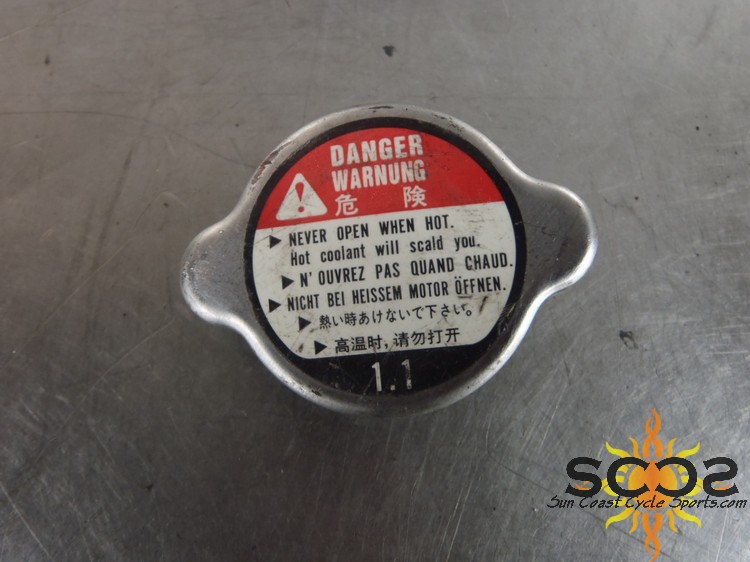 DANGER
WARNUNG
危 険
NEVER OPEN WHEN HOT.
Hot coolant will scald you.
N'OUVREZ PAS QUAND CHAUD.
NICHT BEI HEISSEM MOTOR ÖFFNEN.
熱い時あけないで下さい。
高温时,请勿打开
1.1
SCCS
Sun Coast Cycle Sports.com